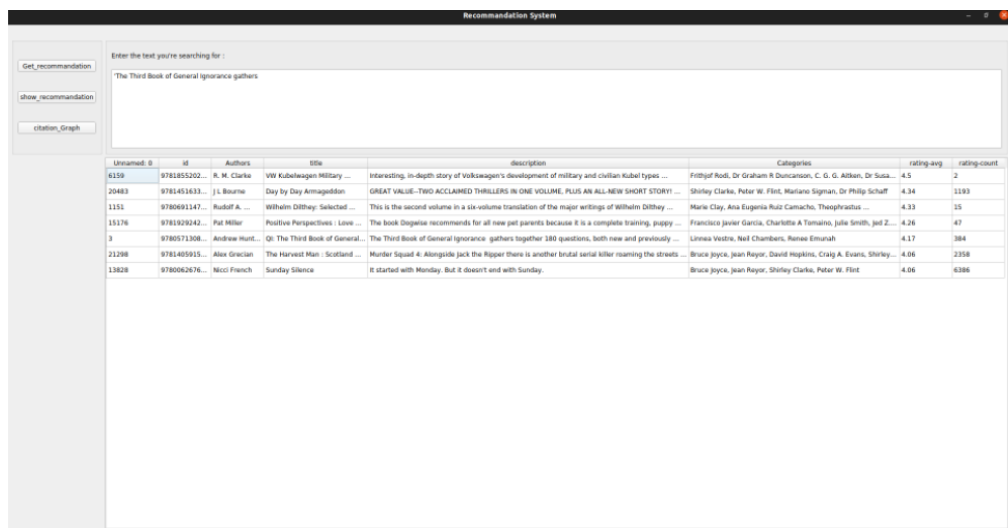 Recommandation System
Enter the text you're searching for :
Get_recommandation
'The Third Book of General Ignorance gathers
show_recommandation
citation_Graph
Unnamed: 0 id Authors title description Categories rating-avg rating-count
6159 9781855202... R. M. Clarke VW Kubelwagen Military ... Interesting, in-depth story of Volkswagen's development of military and civilian Kubel types ... Frithjof Rodi, Dr Graham R Duncanson, C. G. G. Aitken, Dr Susa... 4.5 2
20483 9781451633... J L Bourne Day by Day Armageddon GREAT VALUE--TWO ACCLAIMED THRILLERS IN ONE VOLUME, PLUS AN ALL-NEW SHORT STORY! ... Shirley Clarke, Peter W. Flint, Mariano Sigman, Dr Philip Schaff 4.34 1193
1151 9780691147... Rudolf A. ... Wilhelm Dilthey: Selected ... This is the second volume in a six-volume translation of the major writings of Wilhelm Dilthey ... Marie Clay, Ana Eugenia Ruiz Camacho, Theophrastus ... 4.33 15
15176 9781929242... Pat Miller Positive Perspectives : Love ... The book Dogwise recommends for all new pet parents because it is a complete training, puppy ... Francisco Javier Garcia, Charlotte A Tomaino, Julie Smith, Jed Z... 4.26 47
3 9780571308... Andrew Hunt... QI: The Third Book of General... The Third Book of General Ignorance gathers together 180 questions, both new and previously ... Linnea Vestre, Neil Chambers, Renee Emunah 4.17 384
21298 9781405915... Alex Grecian The Harvest Man : Scotland ... Murder Squad 4: Alongside Jack the Ripper there is another brutal serial killer roaming the streets ... Bruce Joyce, Jean Reyor, David Hopkins, Craig A. Evans, Shirley... 4.06 2358
13828 9780062676... Nicci French Sunday Silence It started with Monday. But it doesn't end with Sunday. Bruce Joyce, Jean Reyor, Shirley Clarke, Peter W. Flint 4.06 6386